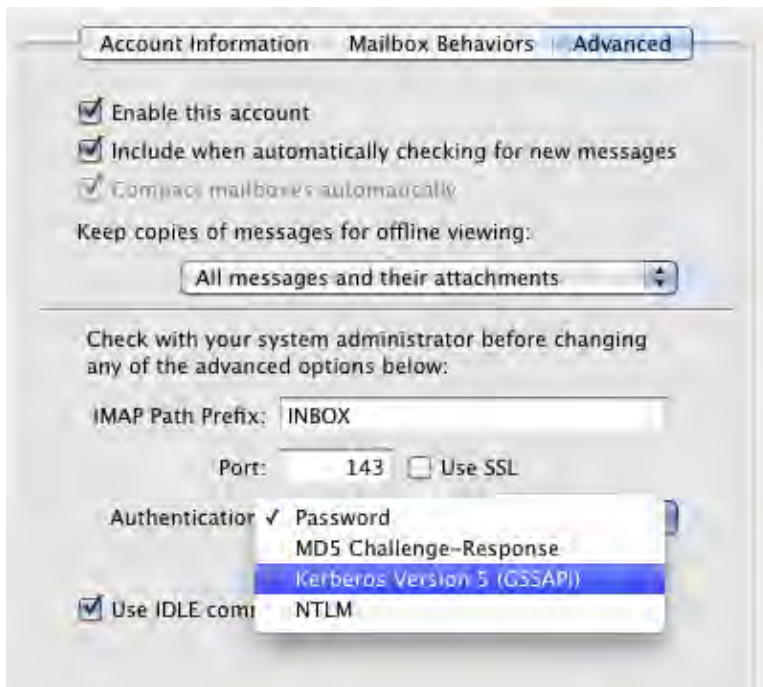 Account Information Mailbox Behaviors Advanced
Enable this account
Include when automatically checking for new messages
Compact mailboxes automatically
Keep copies of messages for offline viewing:
All messages and their attachments
Check with your system administrator before changing
any of the advanced options below:
IMAP Path Prefix: INBOX
Port: 143 Use SSL
Authentication ✓ Password
MD5 Challenge-Response
Kerberos Version 5 (GSSAPI)
Use IDLE com NTLM